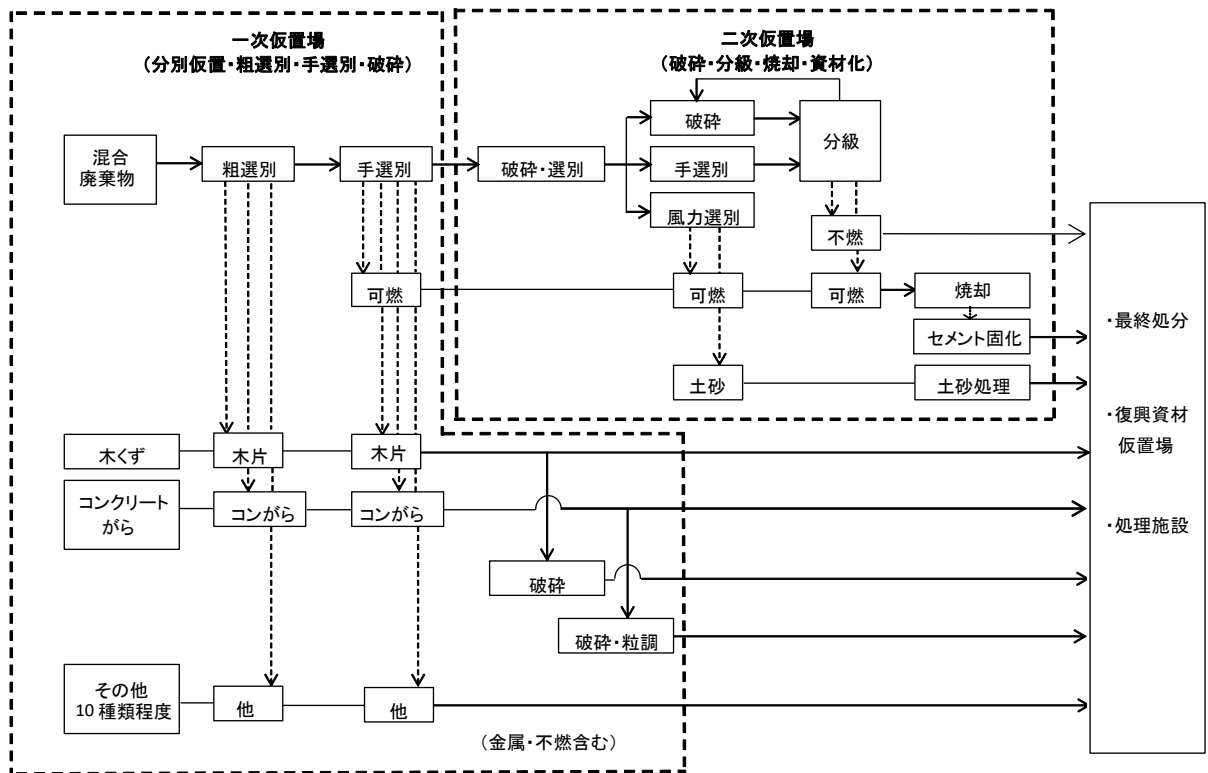 一次仮置場
（分別仮置・粗選別・手選別・破砕）
二次仮置場
（破砕・分級・焼却・資材化）
混合
廃棄物
粗選別
手選別
破砕・選別
破砕
手選別
風力選別
分級
不燃
可燃
可燃
可燃
焼却
セメント固化
土砂
土砂処理
木くず
木片
木片
コンクリート
がら
コンがら
コンがら
破砕
破砕・粒調
その他
10 種類程度
他
他
（金属・不燃含む）
・最終処分
・復興資材
仮置場
・処理施設